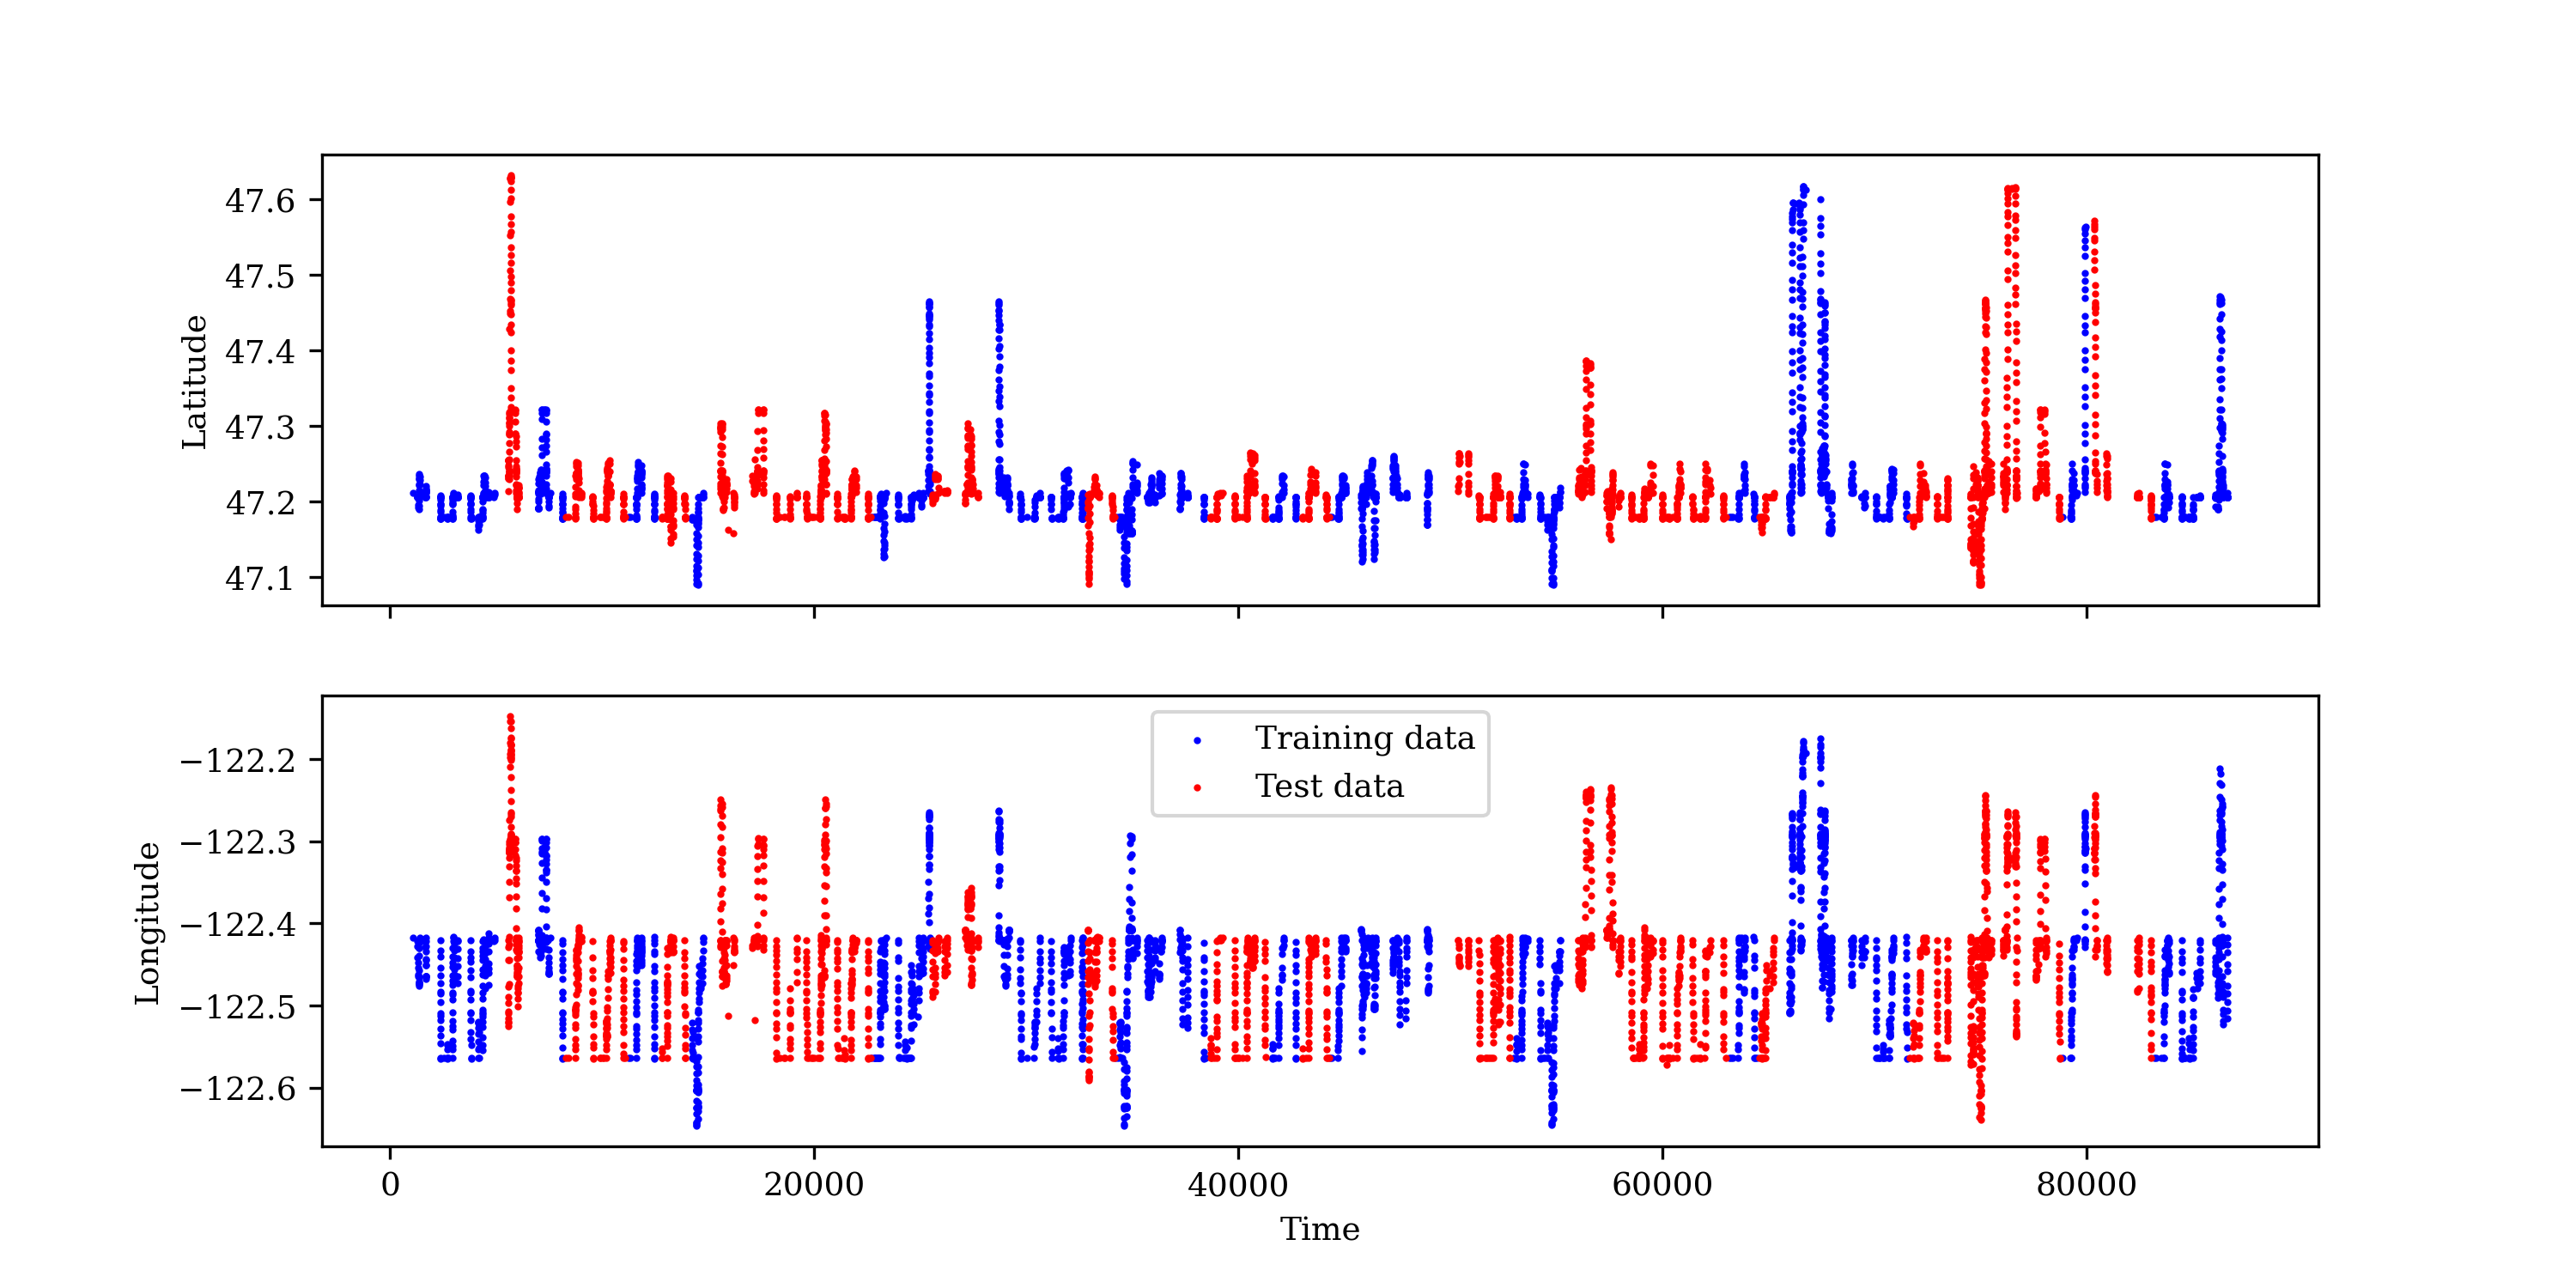 47.6
47.5
47.4
47.3
47.2
47.1
Latitude
−122.2
−122.3
−122.4
−122.5
−122.6
Longitude
Training data
Test data
0 20000 40000 60000 80000
Time